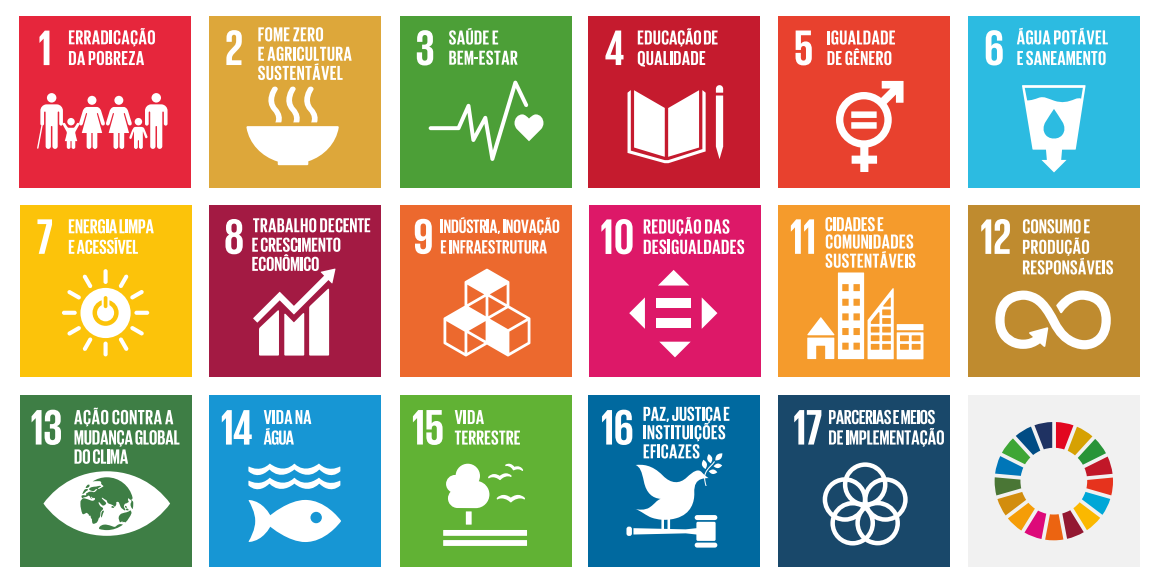 1 ERRADICAÇÃO
DA POBREZA
2 FOME ZERO
E AGRICULTURA
SUSTENTÁVEL
3 SAÚDE E
BEM-ESTAR
4 EDUCAÇÃO DE
QUALIDADE
5 IGUALDADE
DE GÊNERO
6 ÁGUA POTÁVEL
E SANEAMENTO
7 ENERGIA LIMPA
E ACESSÍVEL
8 TRABALHO DECENTE
E CRESCIMENTO
ECONÔMICO
9 INDÚSTRIA, INOVAÇÃO
E INFRAESTRUTURA
10 REDUÇÃO DAS
DESIGUALDADES
11 CIDADES E
COMUNIDADES
SUSTENTÁVEIS
12 CONSUMO E
PRODUÇÃO
RESPONSÁVEIS
13 AÇÃO CONTRA A
MUDANÇA GLOBAL
DO CLIMA
14 VIDA NA
ÁGUA
15 VIDA
TERRESTRE
16 PAZ, JUSTIÇA E
INSTITUIÇÕES
EFICAZES
17 PARCERIAS E MEIOS
DE IMPLEMENTAÇÃO